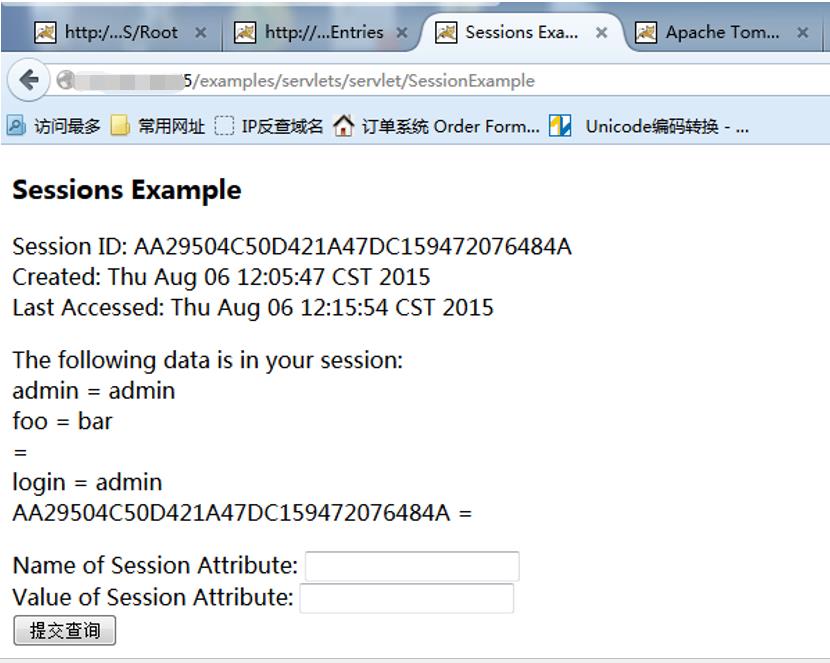 http:/...S/Root
http://...Entries
Sessions Exa...
Apache Tom...
5/examples/servlets/servlet/SessionExample
访问最多 常用网址 IP反查域名 订单系统 Order Form... Unicode编码转换 - ...
Sessions Example
Session ID: AA29504C50D421A47DC159472076484A
Created: Thu Aug 06 12:05:47 CST 2015
Last Accessed: Thu Aug 06 12:15:54 CST 2015
The following data is in your session:
admin = admin
foo = bar
=
login = admin
AA29504C50D421A47DC159472076484A =
Name of Session Attribute:
Value of Session Attribute:
提交查询